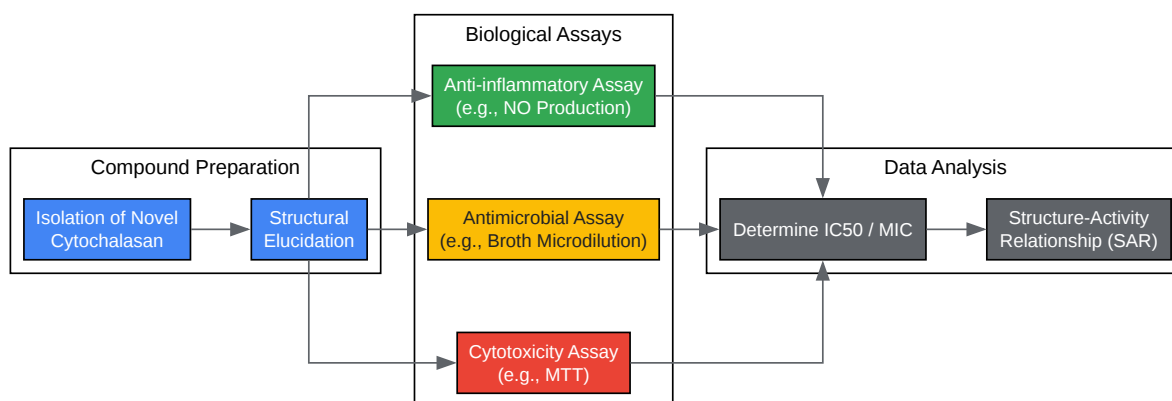 Biological Assays
Anti-inflammatory Assay
(e.g., NO Production)
Compound Preparation
Isolation of Novel
Cytochalasan
Structural
Elucidation
Antimicrobial Assay
(e.g., Broth Microdilution)
Cytotoxicity Assay
(e.g., MTT)
Data Analysis
Determine IC50 / MIC
Structure-Activity
Relationship (SAR)